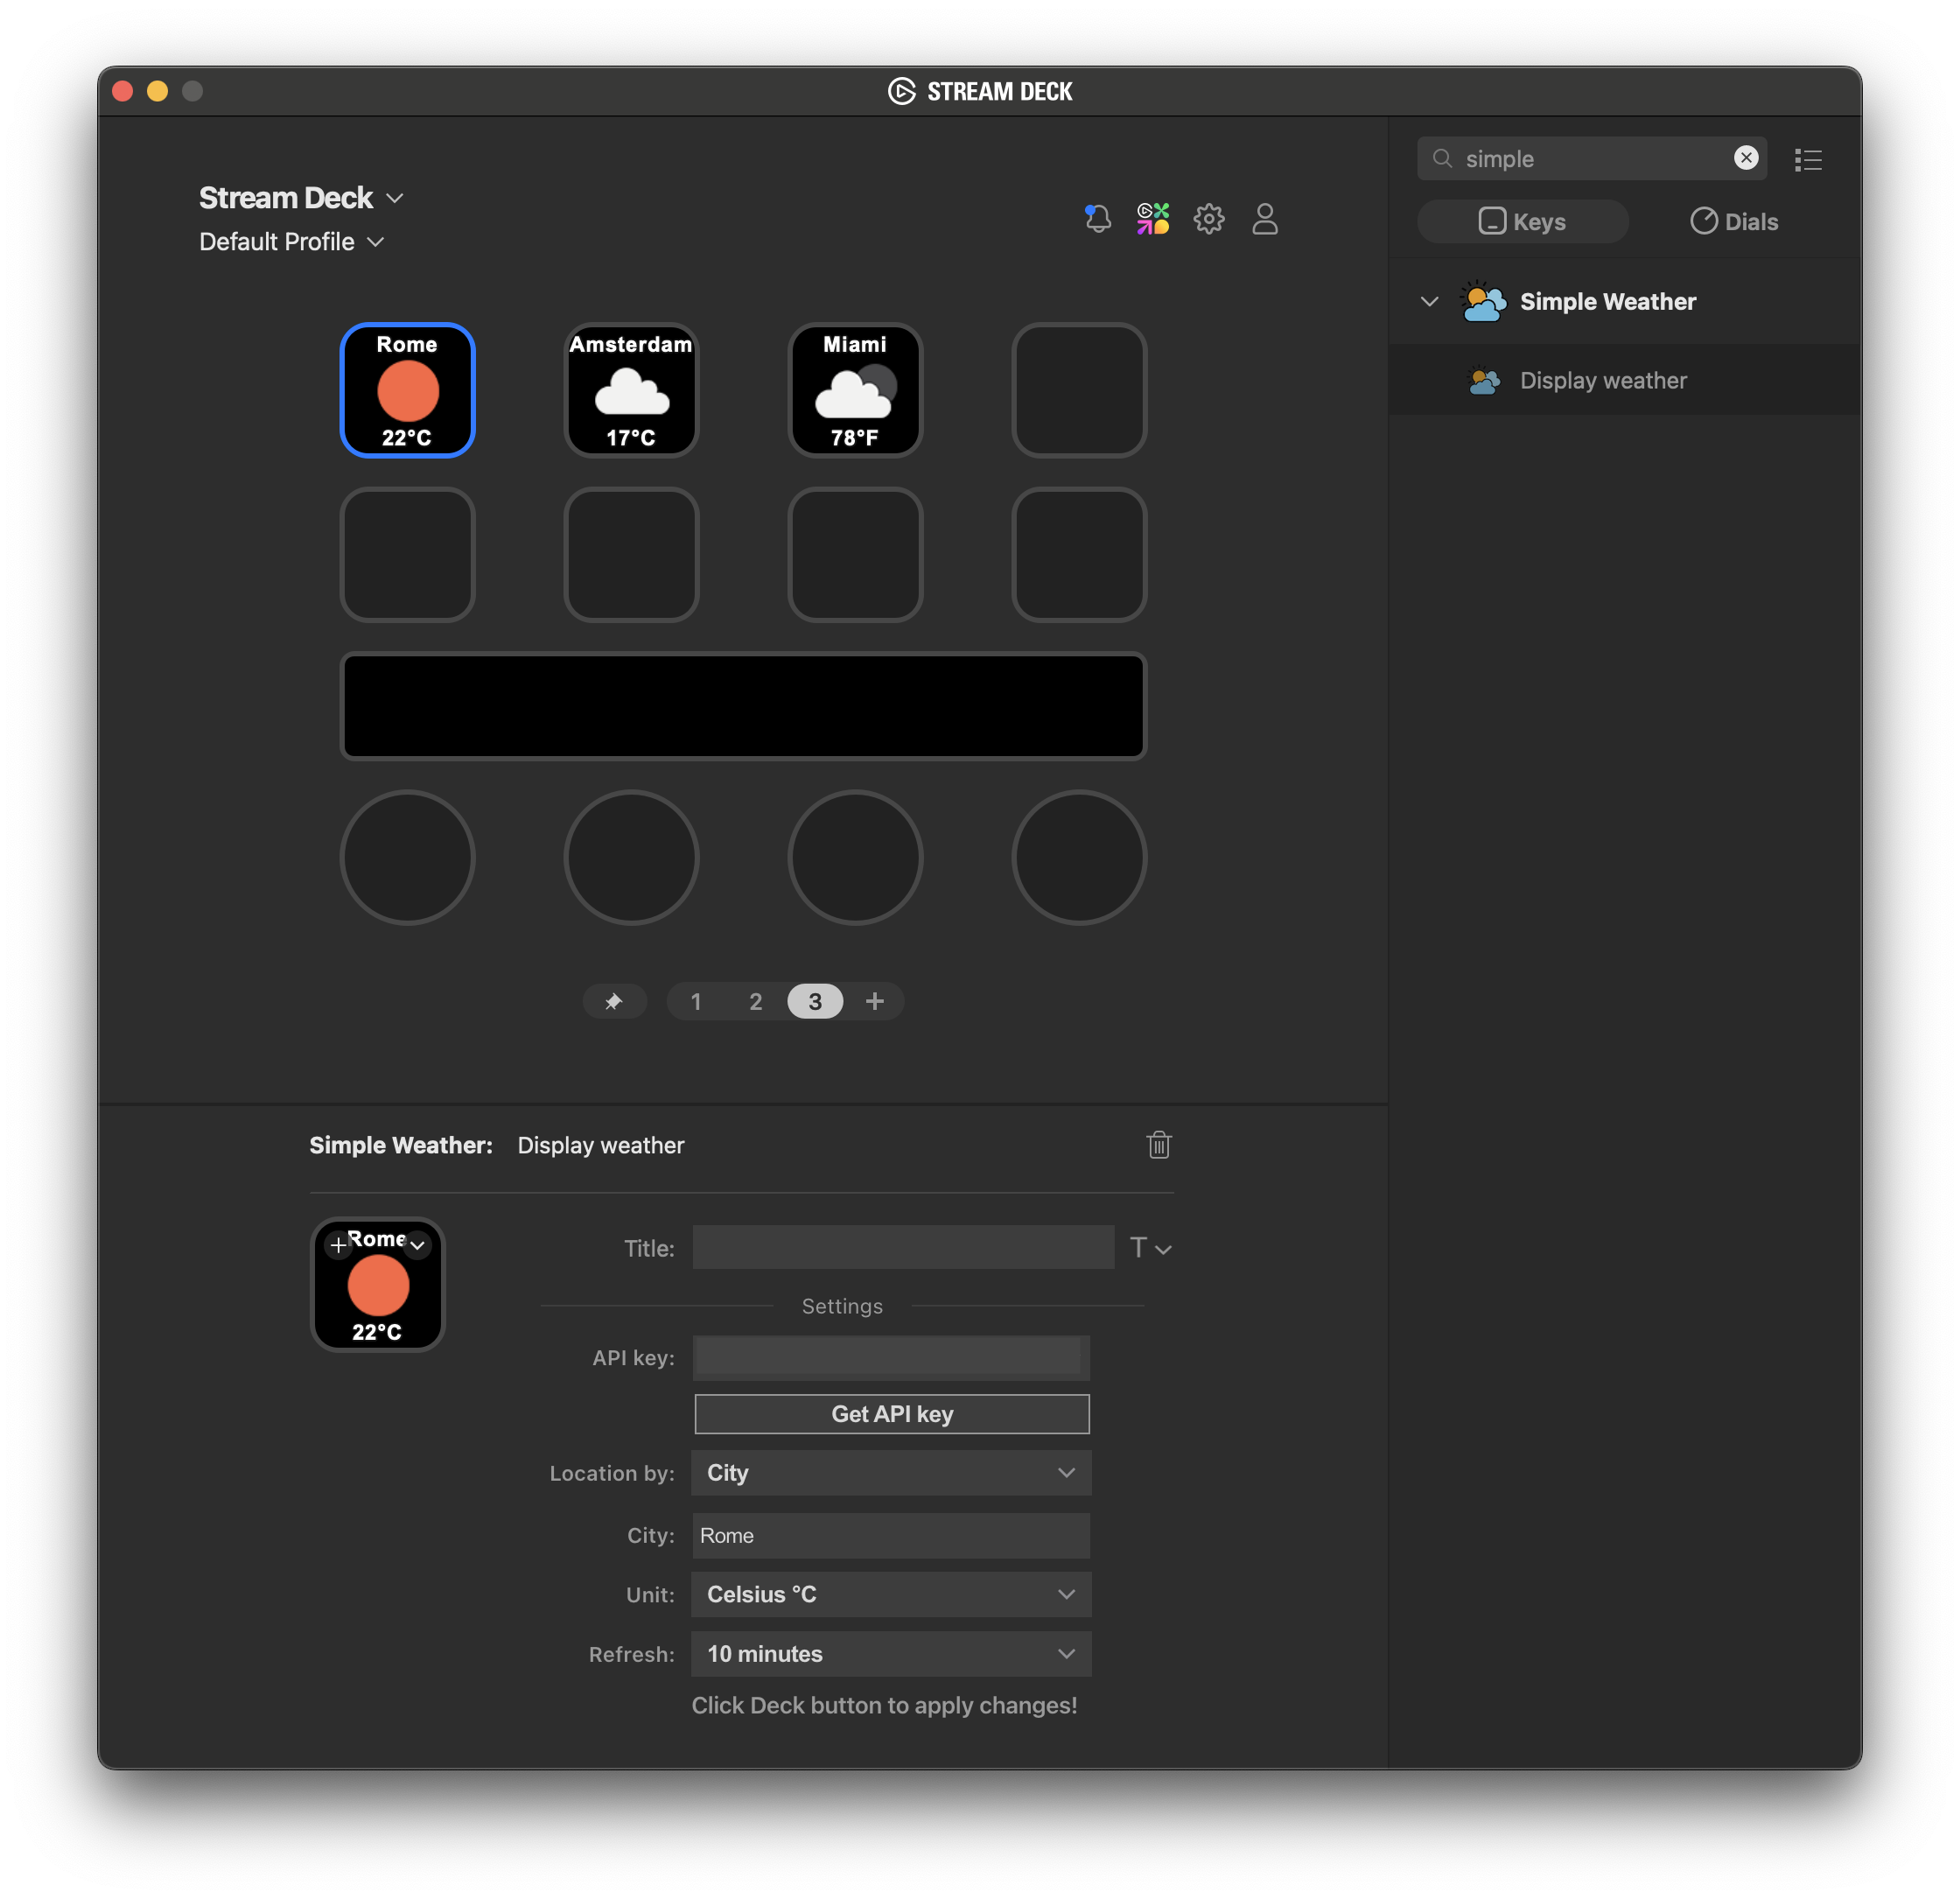 STREAM DECK
Stream Deck
Default Profile
simple
Keys
Dials
Simple Weather
Display weather
Rome
22°C
Amsterdam
17°C
Miami
78°F
1 2 3 +
Simple Weather: Display weather
Rome
22°C
Title:
T
Settings
API key:
Get API key
Location by: City
City: Rome
Unit: Celsius °C
Refresh: 10 minutes
Click Deck button to apply changes!